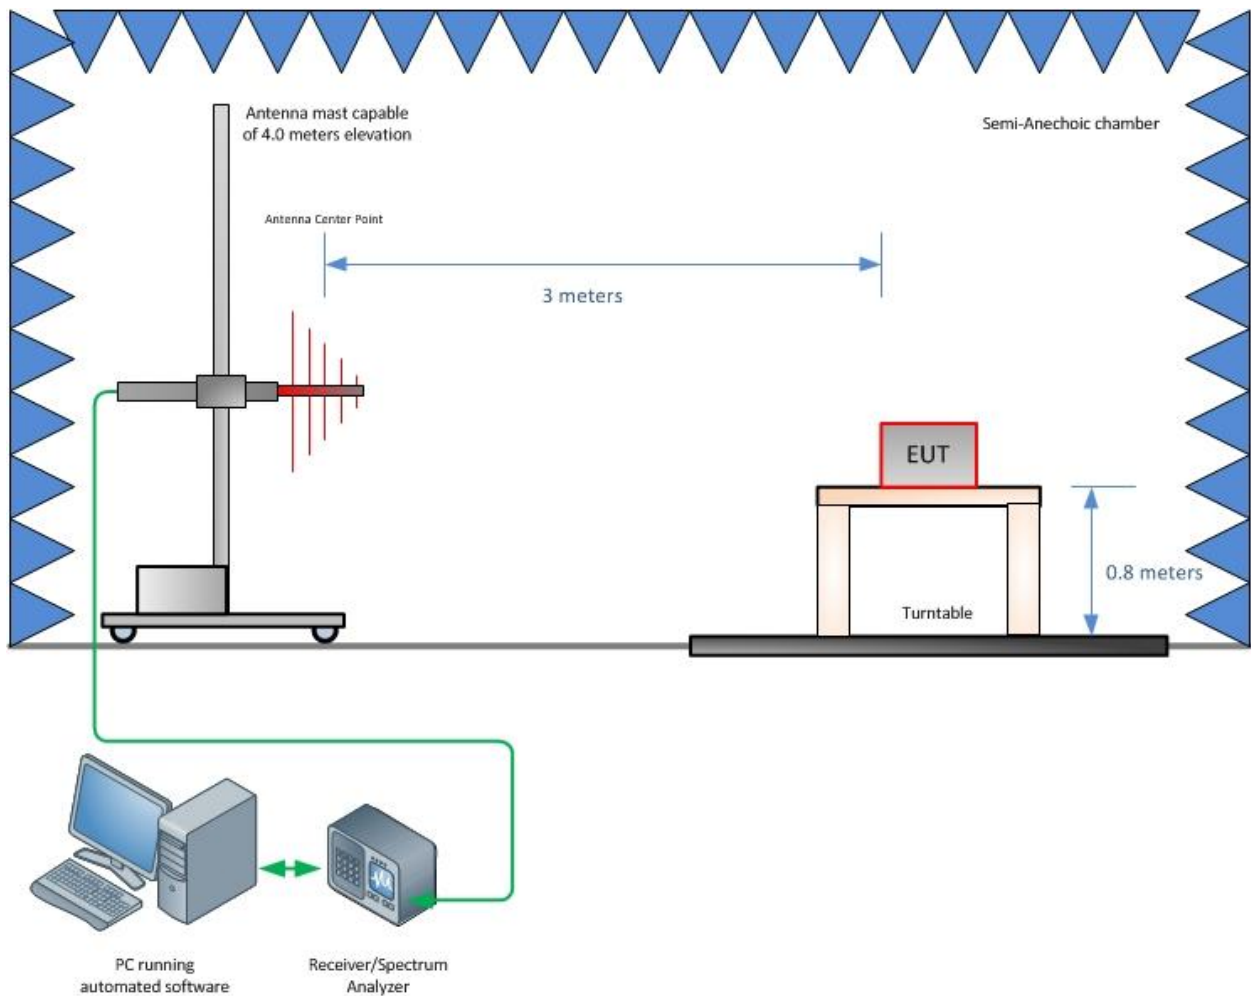 Antenna mast capable
of 4.0 meters elevation
Semi-Anechoic chamber
Antenna Center Point
3 meters
EUT
0.8 meters
Turntable
PC running
automated software
Receiver/Spectrum
Analyzer